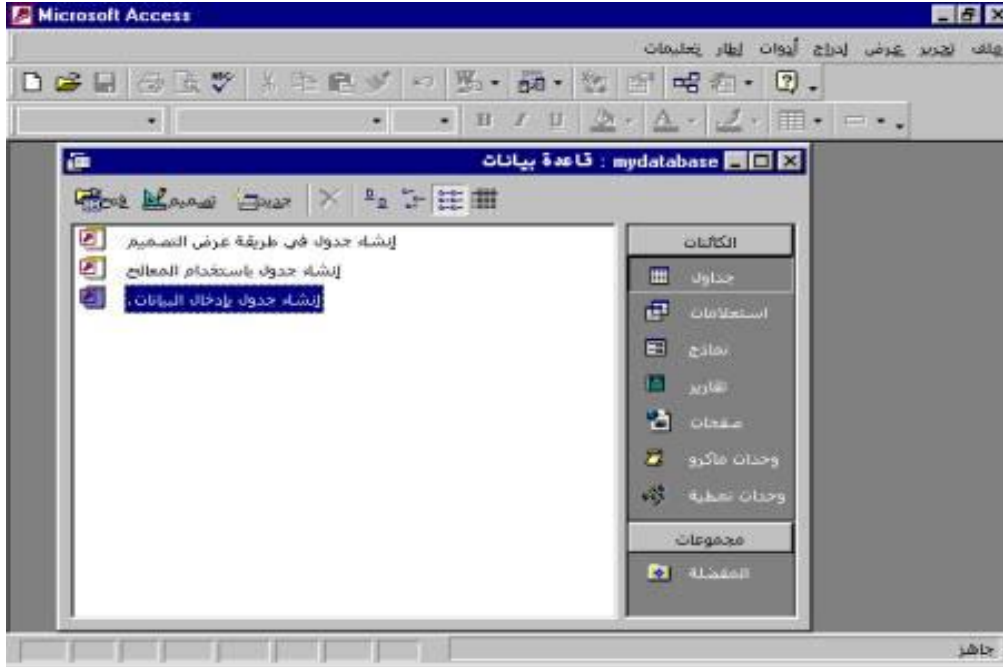 Microsoft Access
ملف تحرير عرض إدراج أدوات إطار تعليمات
mydatabase : قاعدة بيانات
فتح تصميم جديد
الكائنات
جداول
استعلامات
نماذج
تقارير
صفحات
وحدات ماكرو
وحدات نمطية
مجموعات
المفضلة
إنشاء جدول في طريقة عرض التصميم
إنشاء جدول باستخدام المعالج
إنشاء جدول بإدخال البيانات.
جاهز